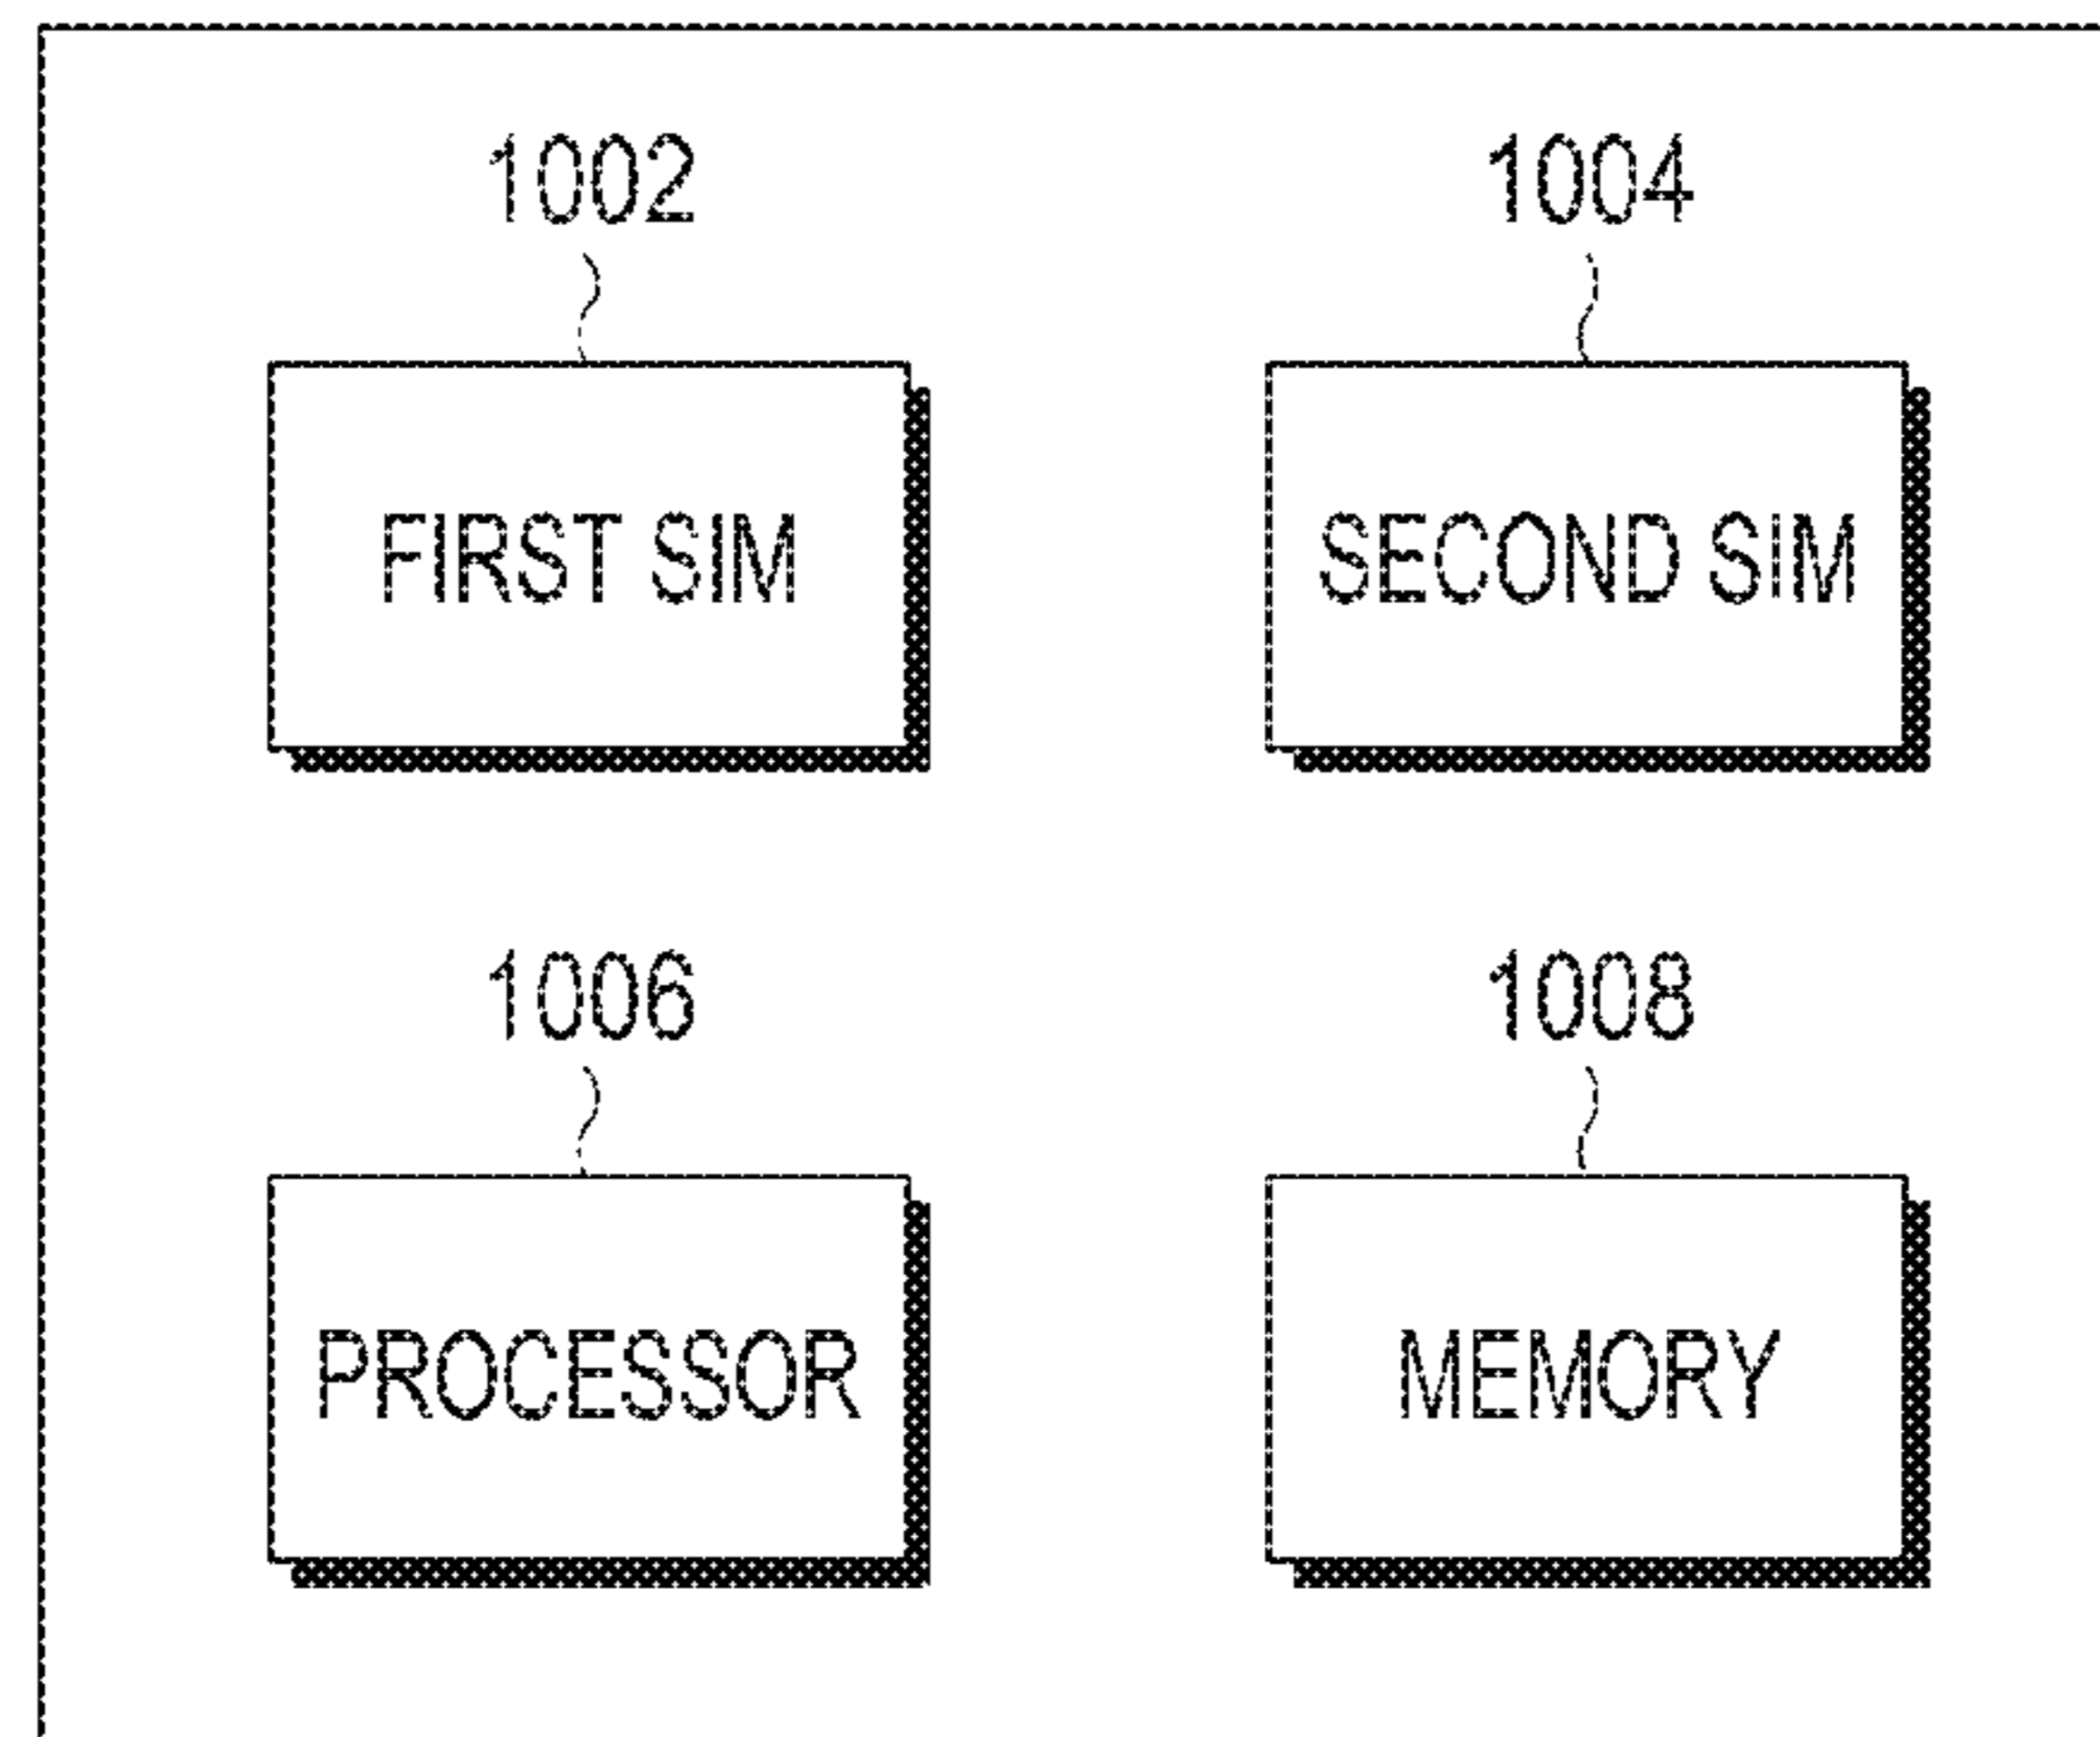 1002
1004
FIRST SIM
SECOND SIM
1006
1008
PROCESSOR
MEMORY